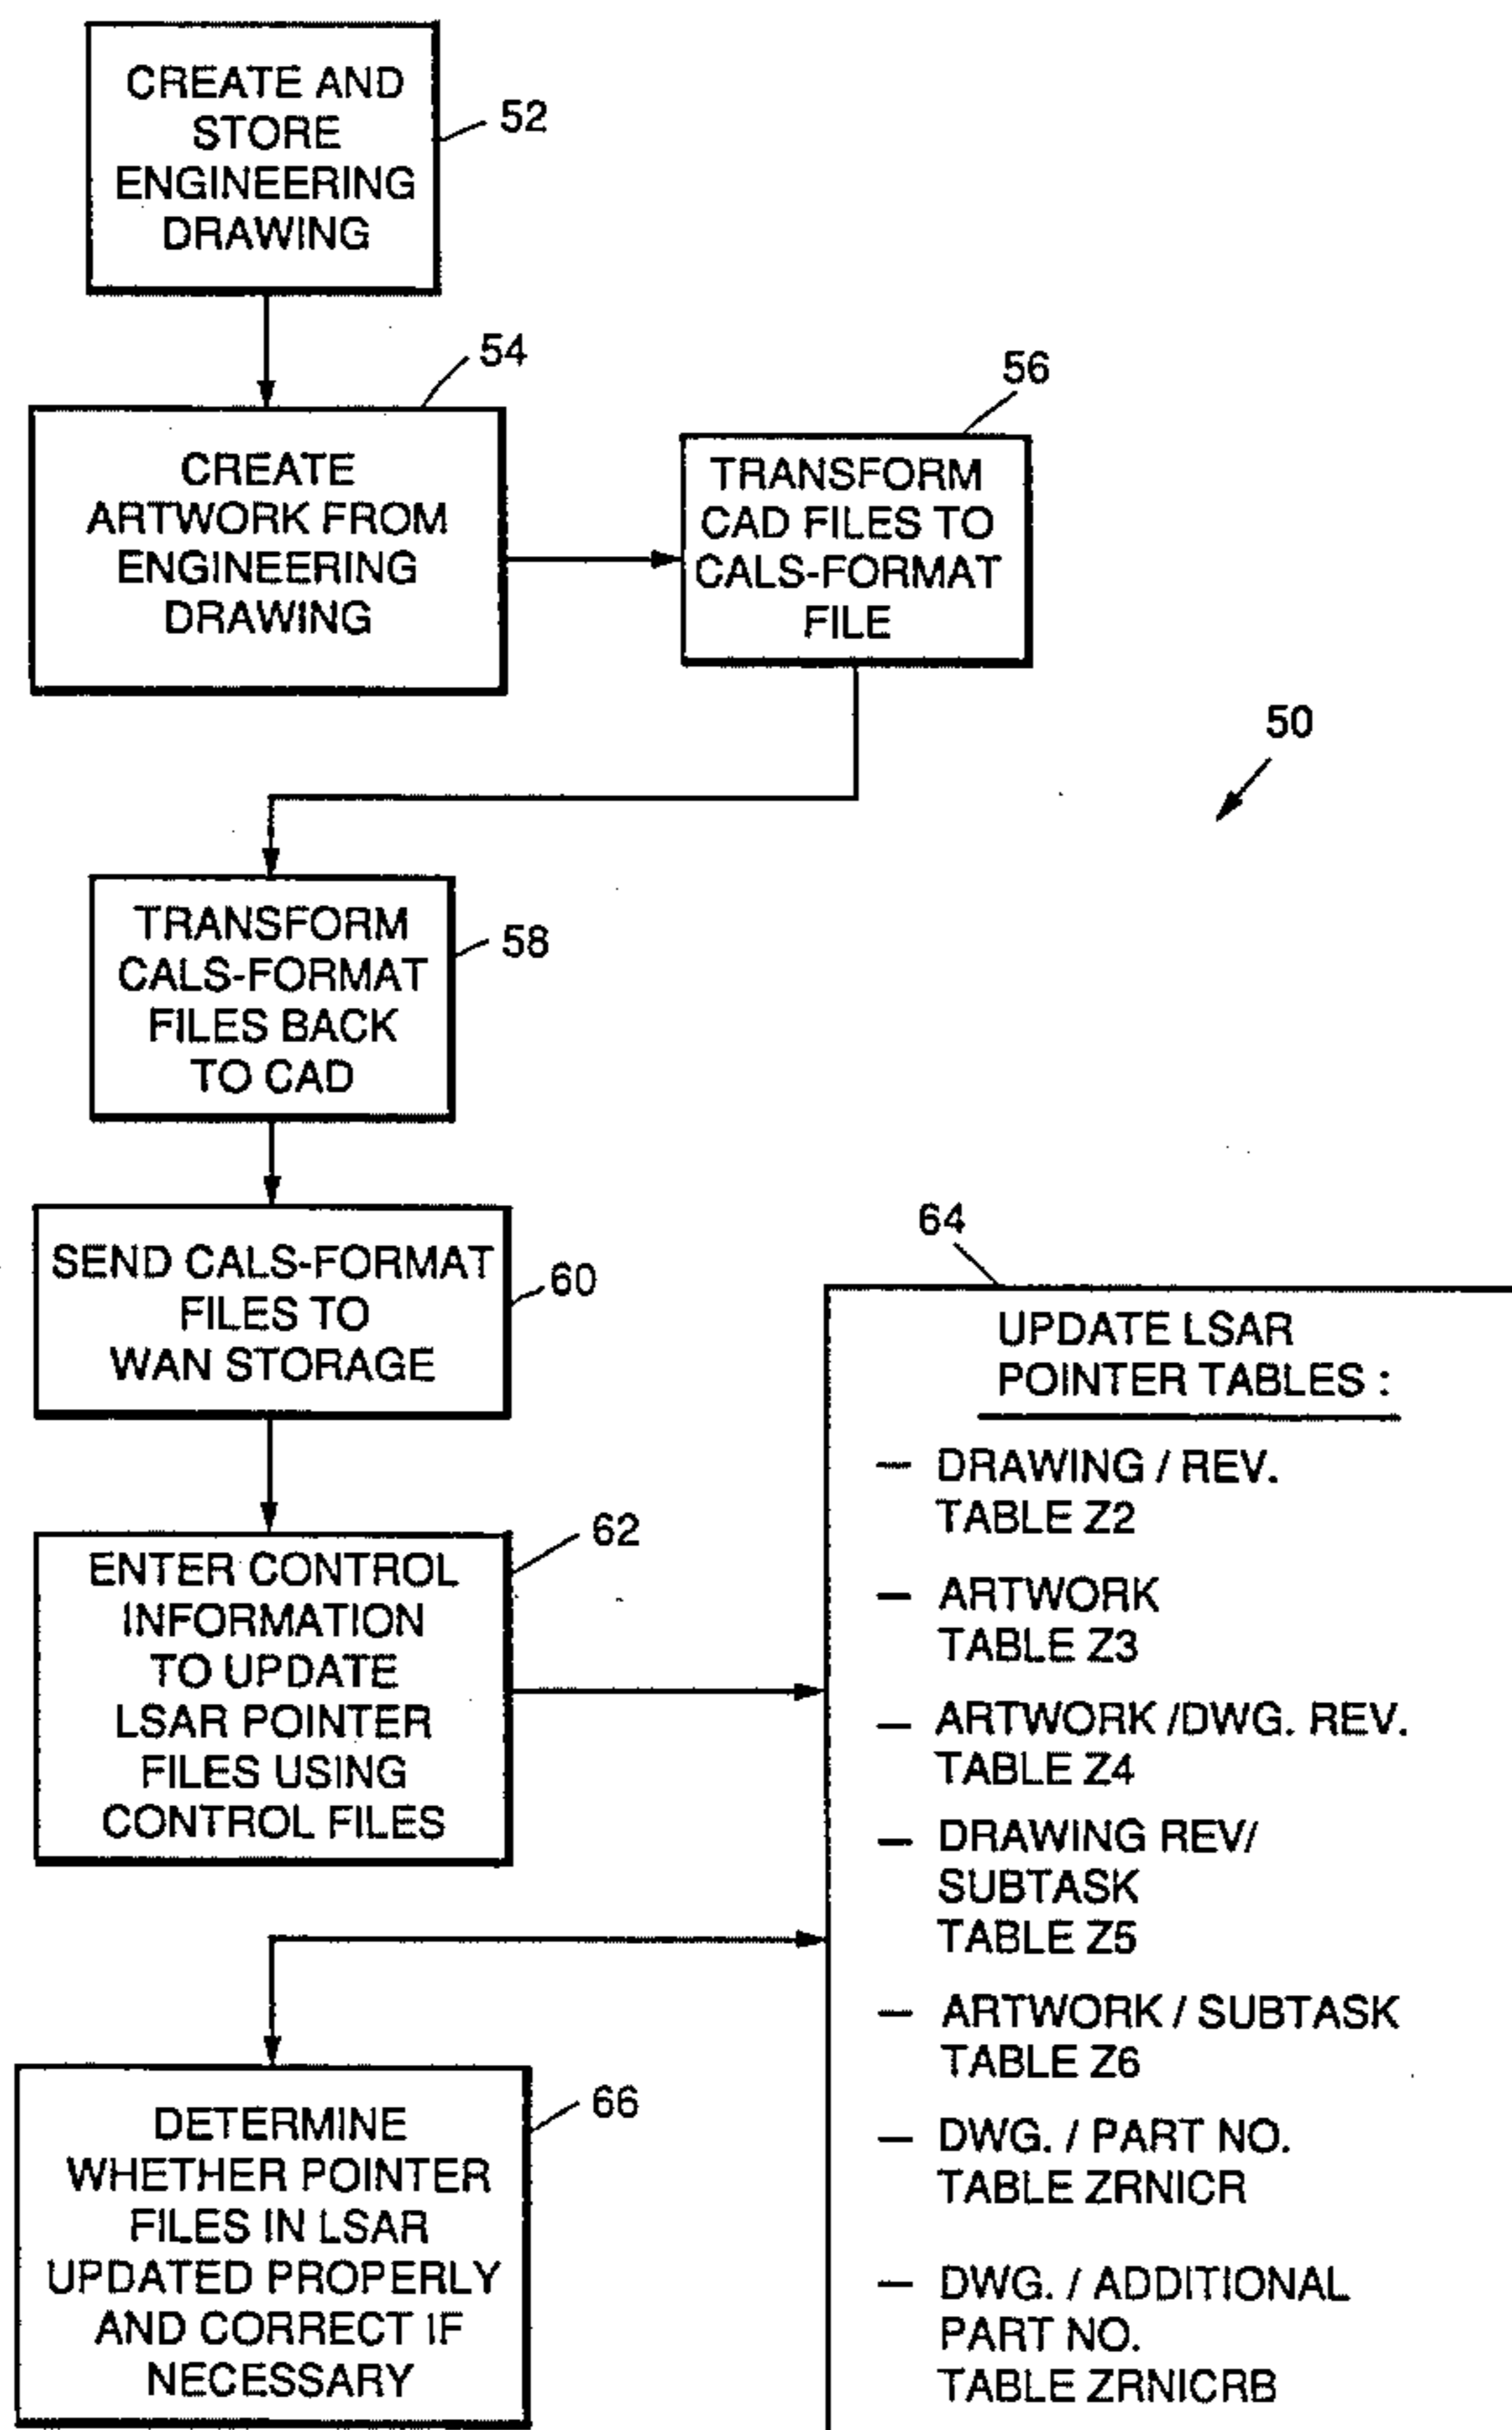 CREATE AND
STORE
ENGINEERING
DRAWING
52
54
CREATE
ARTWORK FROM
ENGINEERING
DRAWING
56
TRANSFORM
CAD FILES TO
CALS-FORMAT
FILE
50
TRANSFORM
CALS-FORMAT
FILES BACK
TO CAD
58
SEND CALS-FORMAT
FILES TO
WAN STORAGE
60
ENTER CONTROL
INFORMATION
TO UPDATE
LSAR POINTER
FILES USING
CONTROL FILES
62
64
UPDATE LSAR
POINTER TABLES :
— DRAWING / REV.
TABLE Z2
— ARTWORK
TABLE Z3
— ARTWORK /DWG. REV.
TABLE Z4
— DRAWING REV/
SUBTASK
TABLE Z5
— ARTWORK / SUBTASK
TABLE Z6
— DWG. / PART NO.
TABLE ZRNICR
— DWG. / ADDITIONAL
PART NO.
TABLE ZRNICRB
DETERMINE
WHETHER POINTER
FILES IN LSAR
UPDATED PROPERLY
AND CORRECT IF
NECESSARY
66